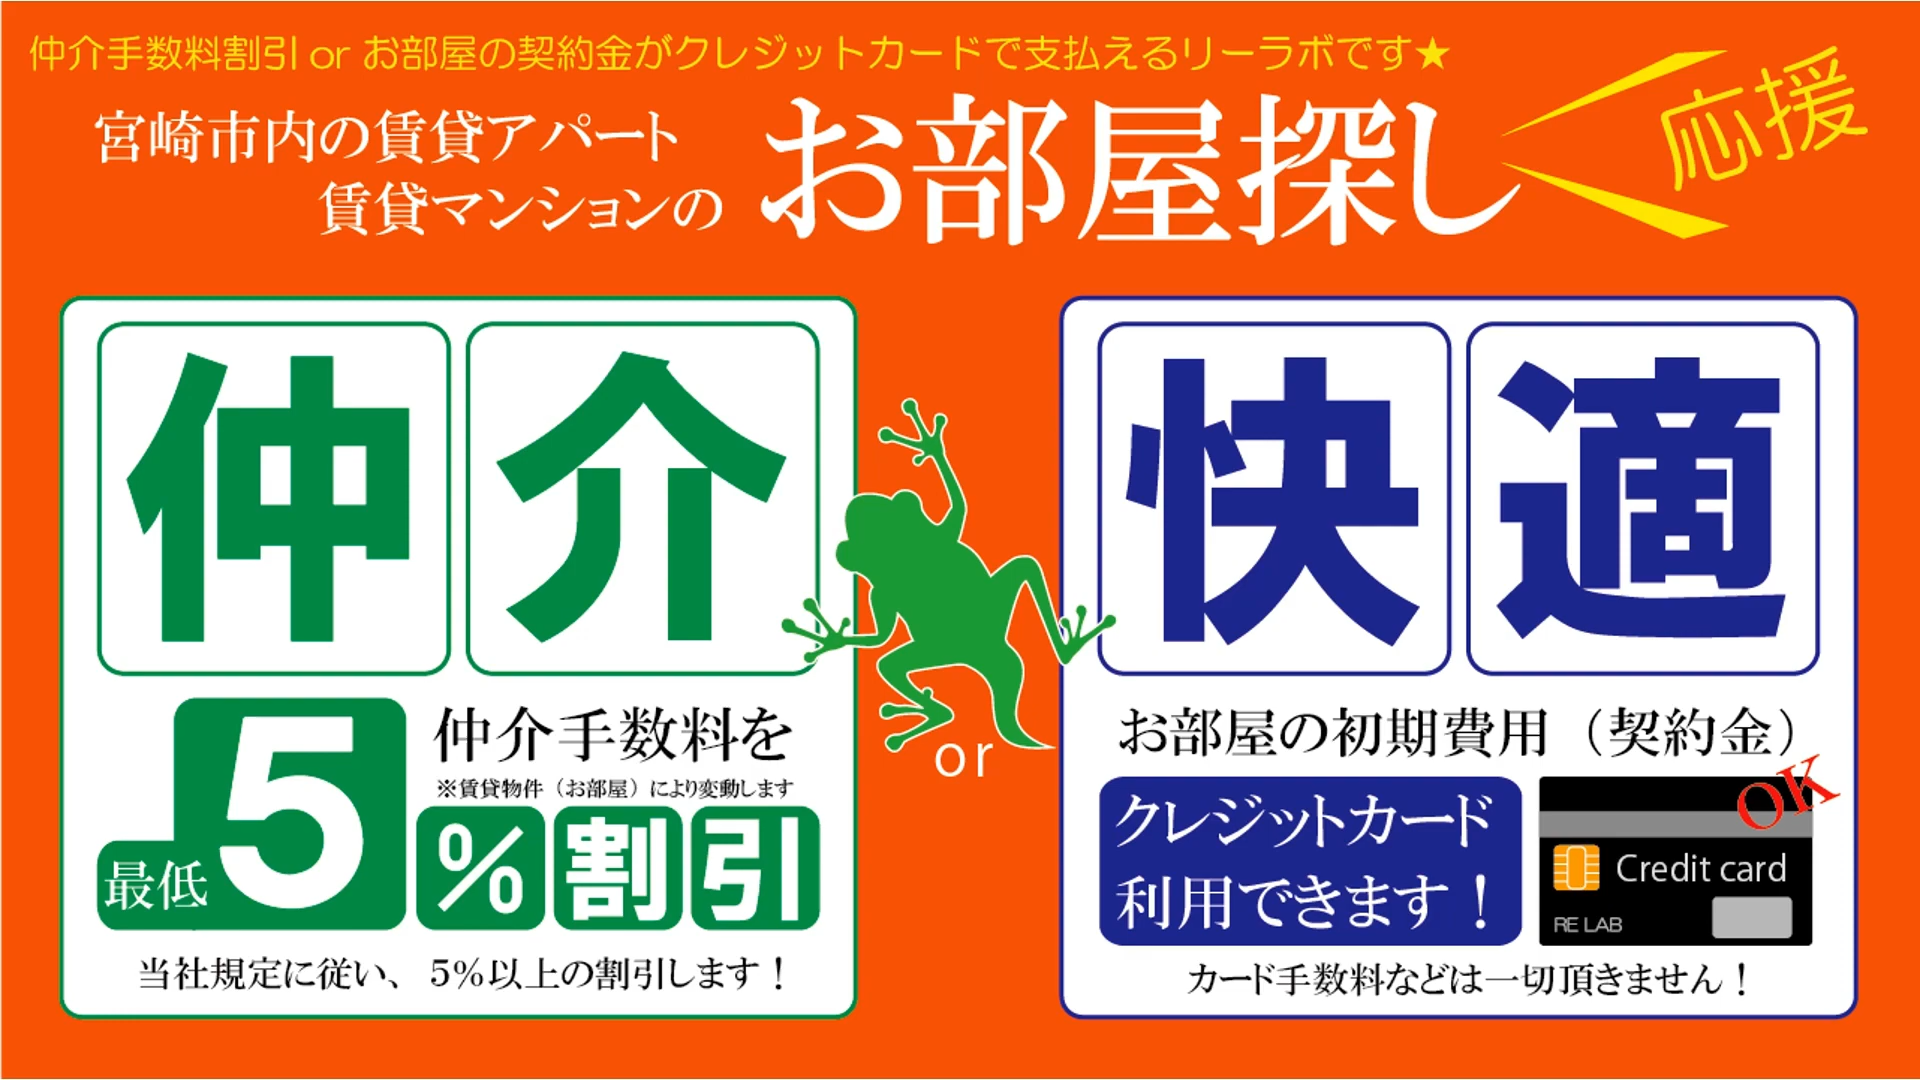 仲介手数料割引 or お部屋の契約金がクレジットカードで支払えるリーラボです★
宮崎市内の賃貸アパート
賃貸マンションの
お部屋探し
応援
仲介
仲介手数料を
※賃貸物件（お部屋）により変動します
最低5%割引
当社規定に従い、5%以上の割引します！
or
快適
お部屋の初期費用（契約金）
クレジットカード
利用できます！
OK
Credit card
RE LAB
カード手数料などは一切頂きません！